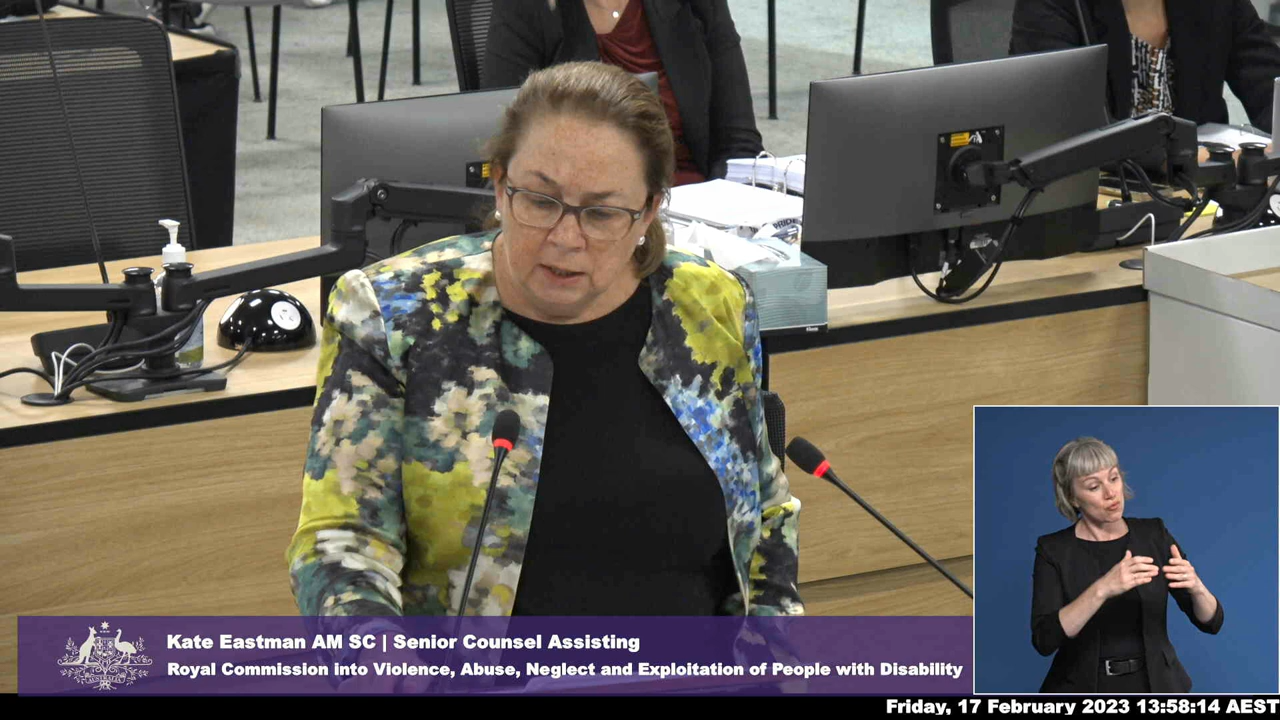 Kate Eastman AM SC | Senior Counsel Assisting
Royal Commission into Violence, Abuse, Neglect and Exploitation of People with Disability
Friday, 17 February 2023 13:58:14 AEST